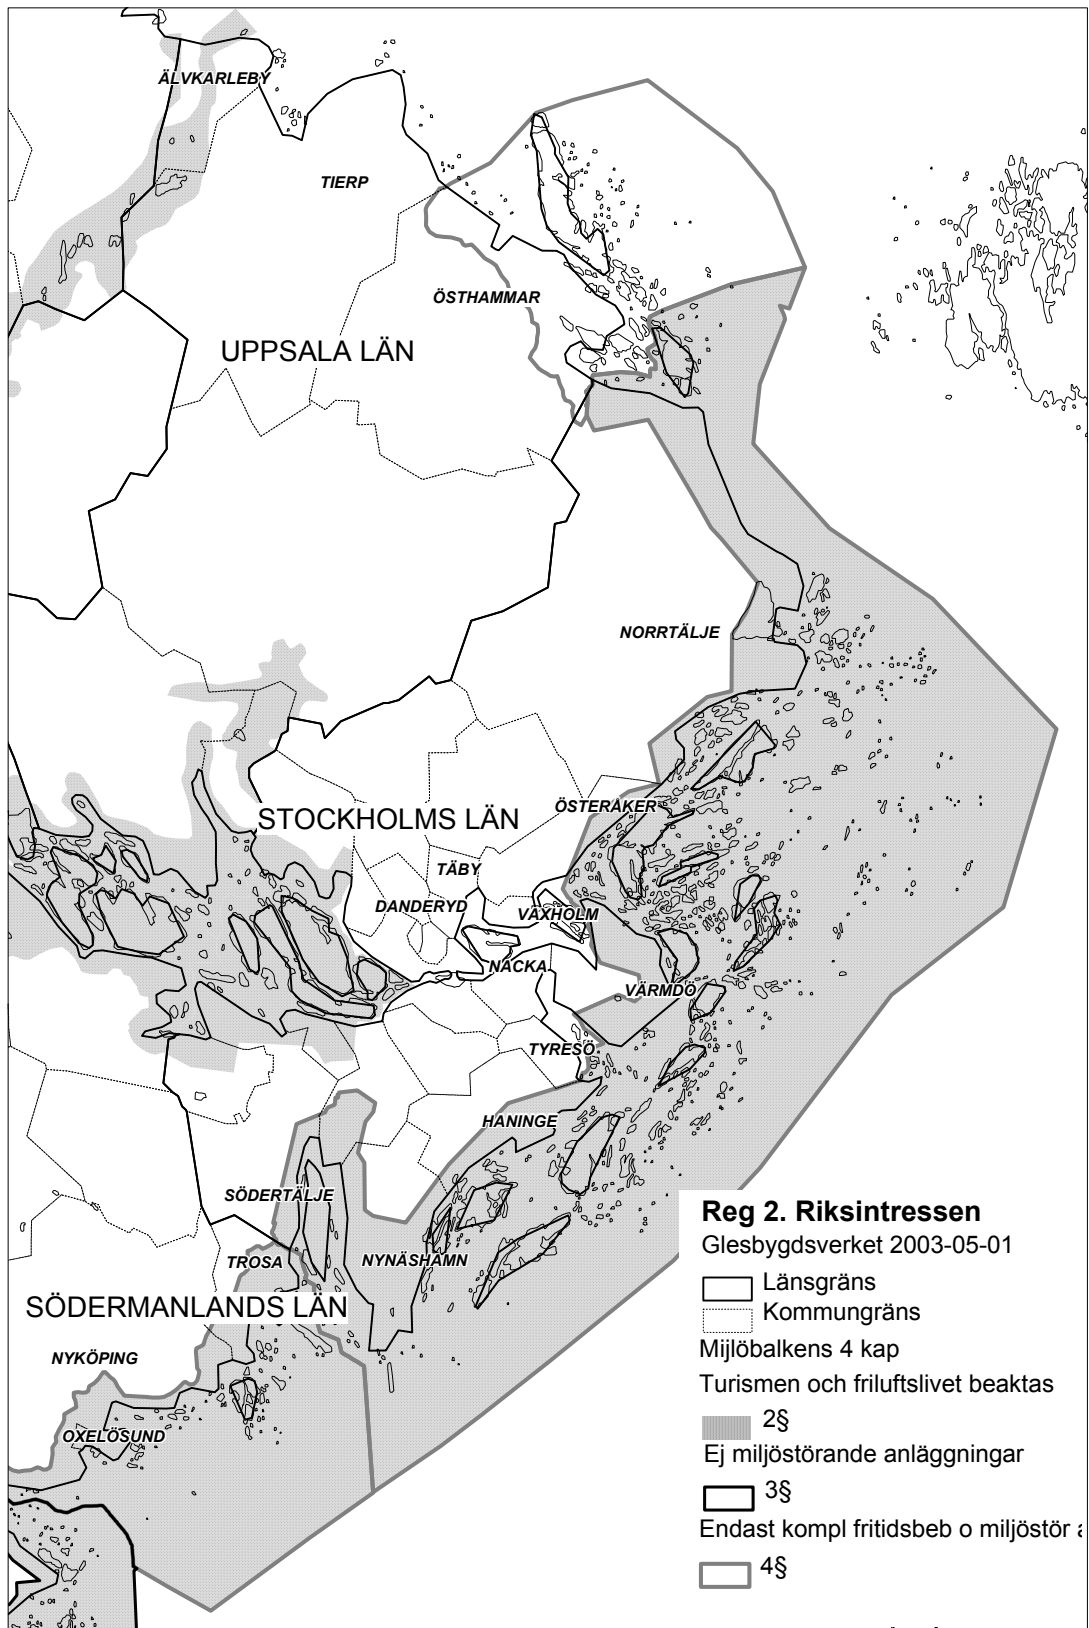 ÄLVKARLEBY
TIERP
ÖSTHAMMAR
UPPSALA LÄN
NORRTÄLJE
ÖSTERÅKER
STOCKHOLMS LÄN
TÄBY
DANDERYD
VAXHOLM
NACKA
VÄRMDÖ
TYRESÖ
HANINGE
SÖDERTÄLJE
TROSA
NYNÄSHAMN
SÖDERMANLANDS LÄN
NYKÖPING
OXELÖSUND
Reg 2. Riksintressen
Glesbygdsverket 2003-05-01
Länsgräns
Kommungräns
Mijlöbalkens 4 kap
Turismen och friluftslivet beaktas
2§
Ej miljöstörande anläggningar
3§
Endast kompl fritidsbeb o miljöstör
4§